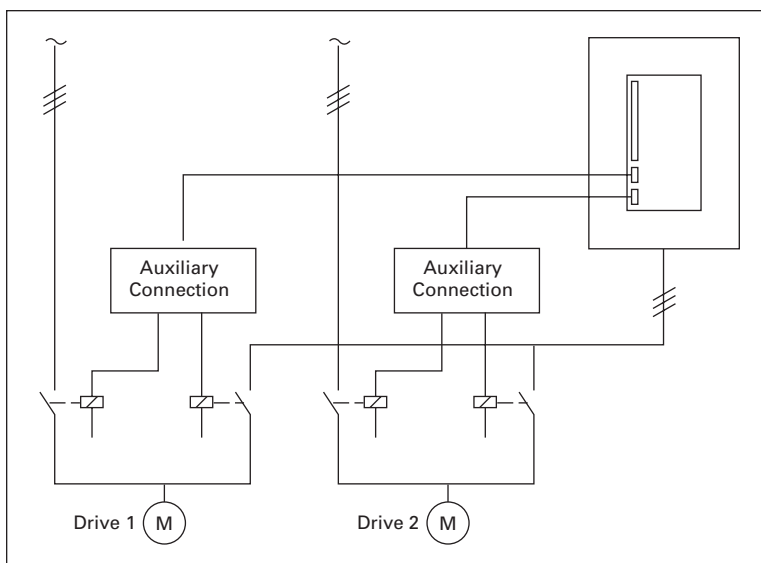 Auxiliary
Connection
Auxiliary
Connection
Drive 1
M
Drive 2
M